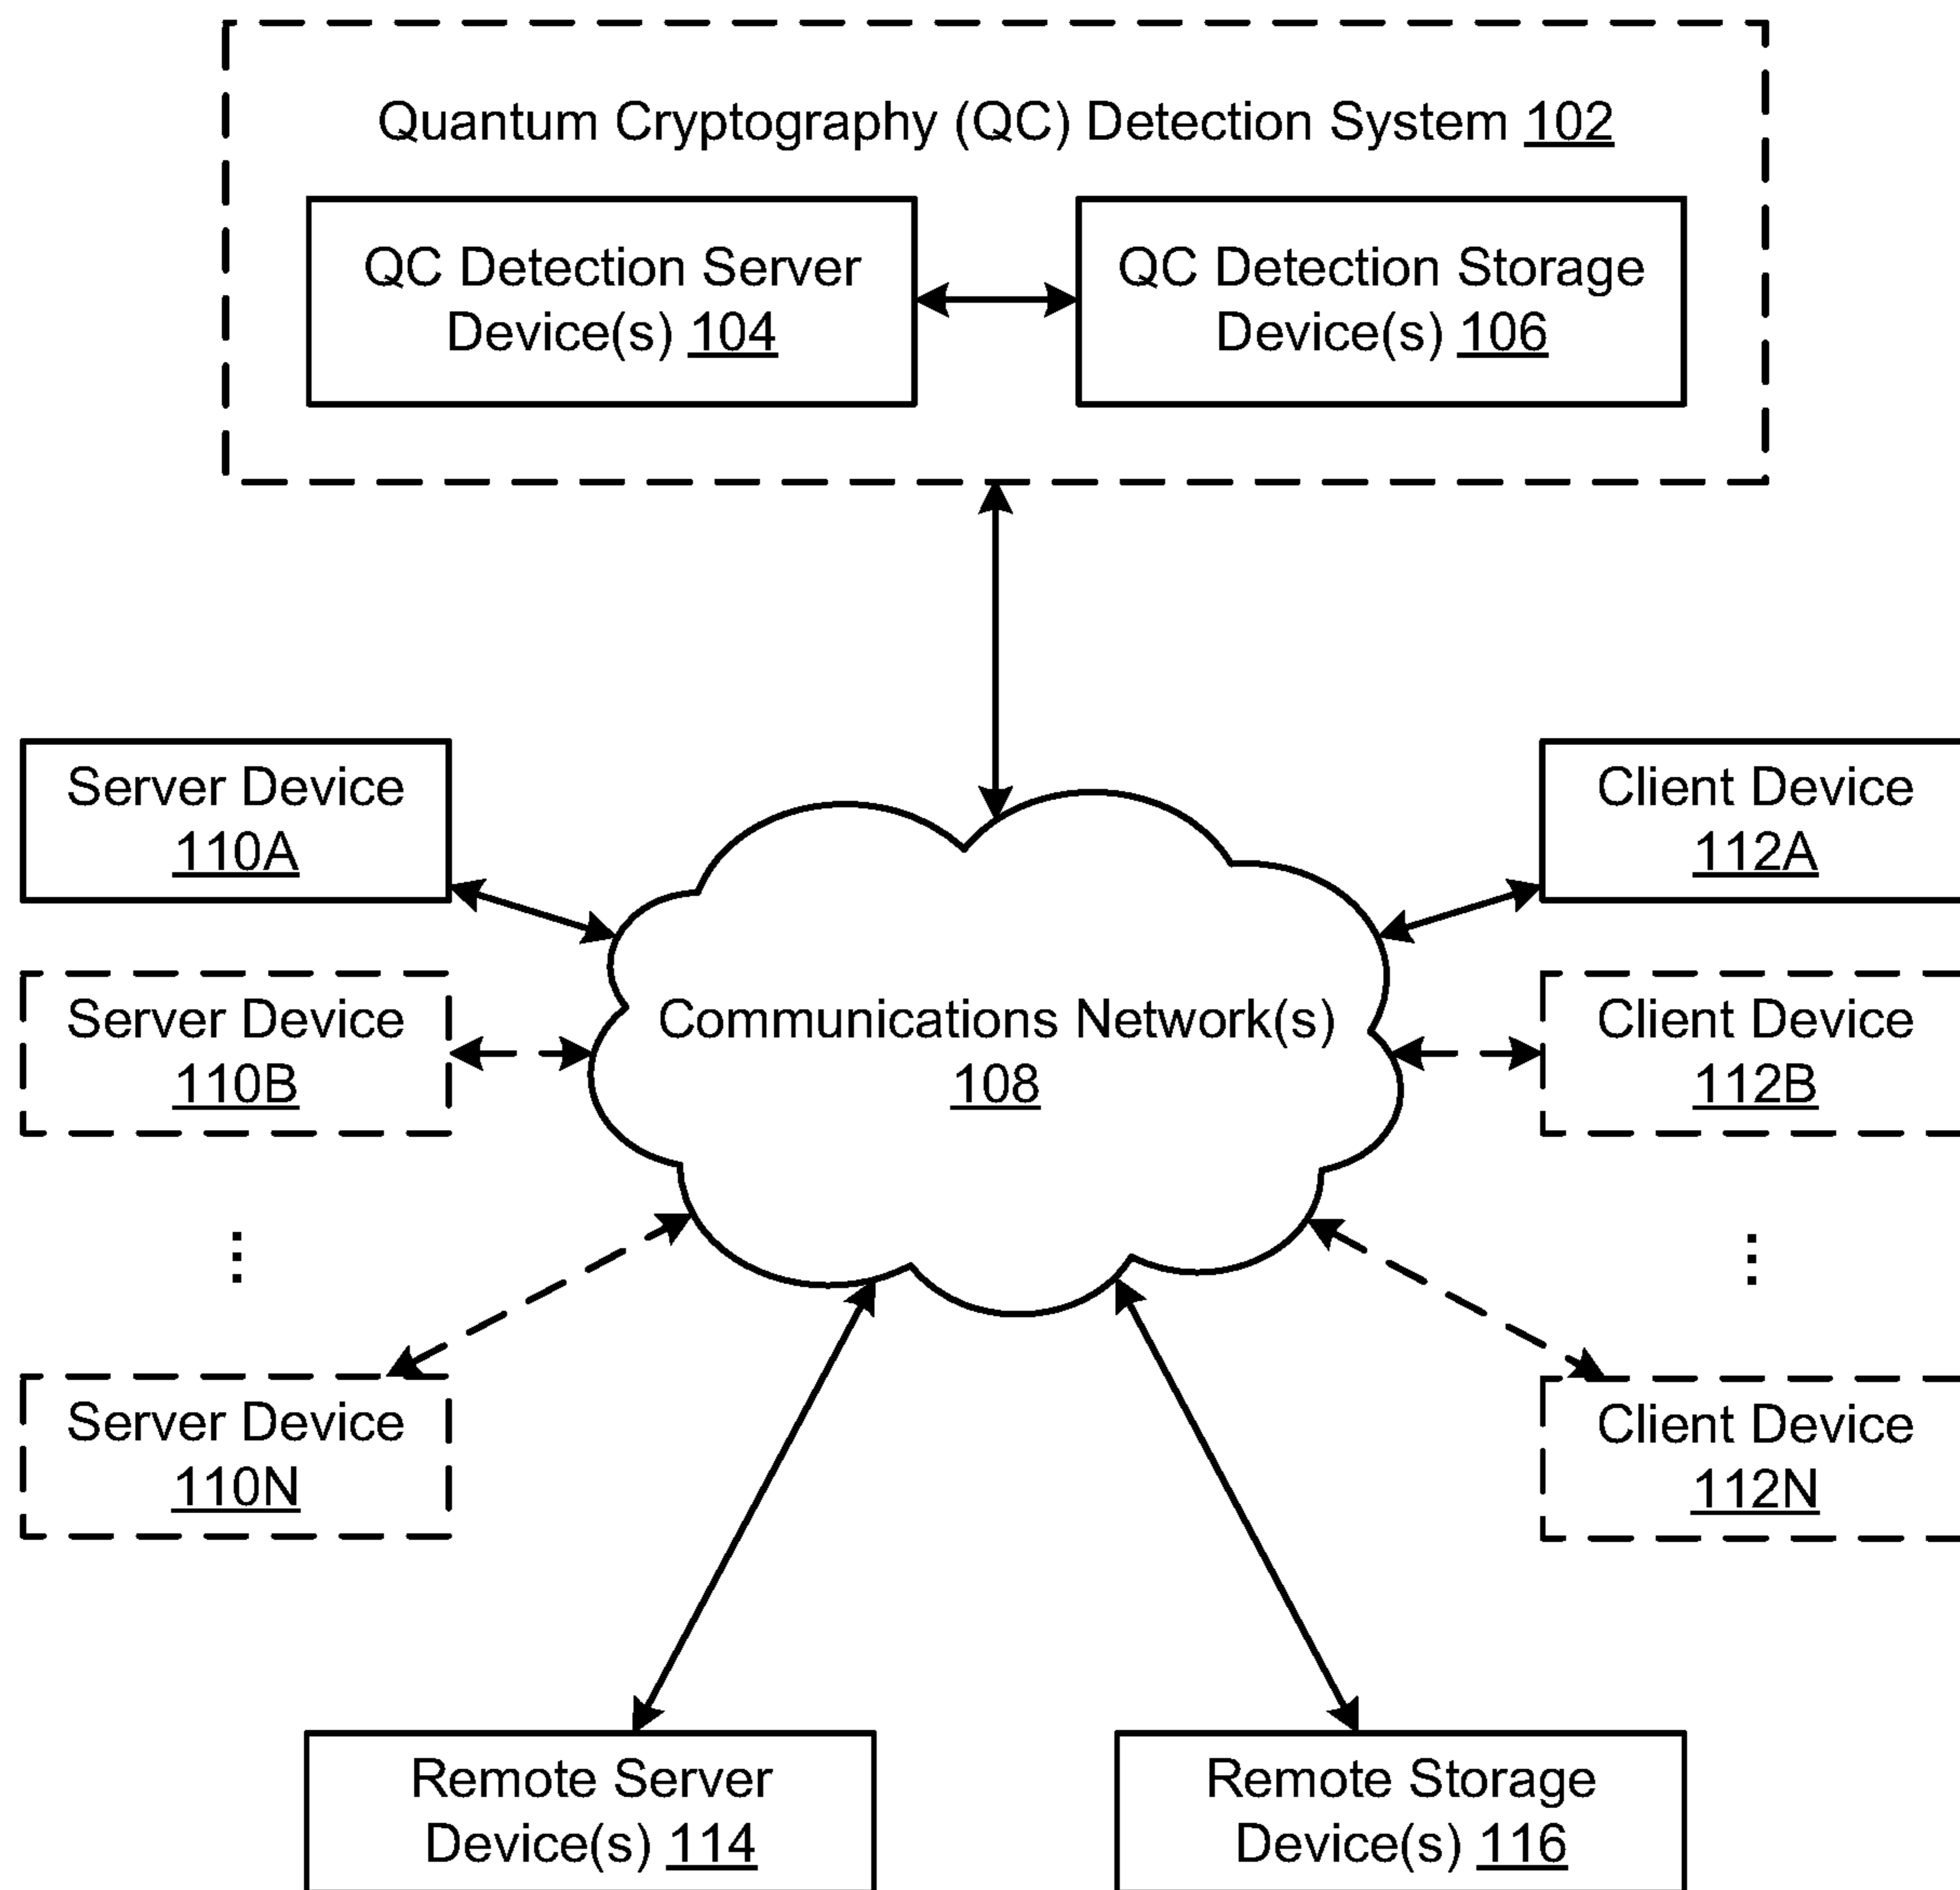 Quantum Cryptography (QC) Detection System 102
QC Detection Server
Device(s) 104
QC Detection Storage
Device(s) 106
Server Device
110A
Client Device
112A
Server Device
110B
Communications Network(s)
108
Client Device
112B
Server Device
110N
Client Device
112N
Remote Server
Device(s) 114
Remote Storage
Device(s) 116